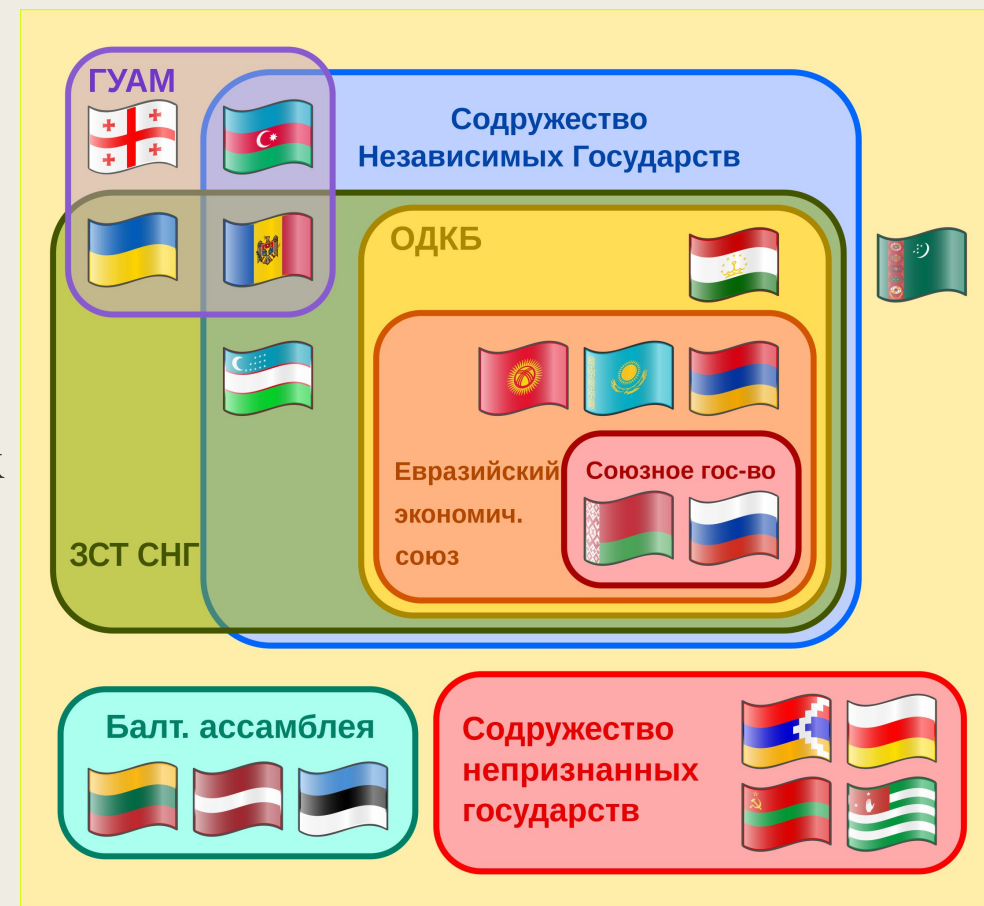 ГУАМ
Содружество
Независимых Государств
ОДКБ
Евразийский
экономич.
союз
Союзное гос-во
ЗСТ СНГ
Балт. ассамблея
Содружество
непризнанных
государств